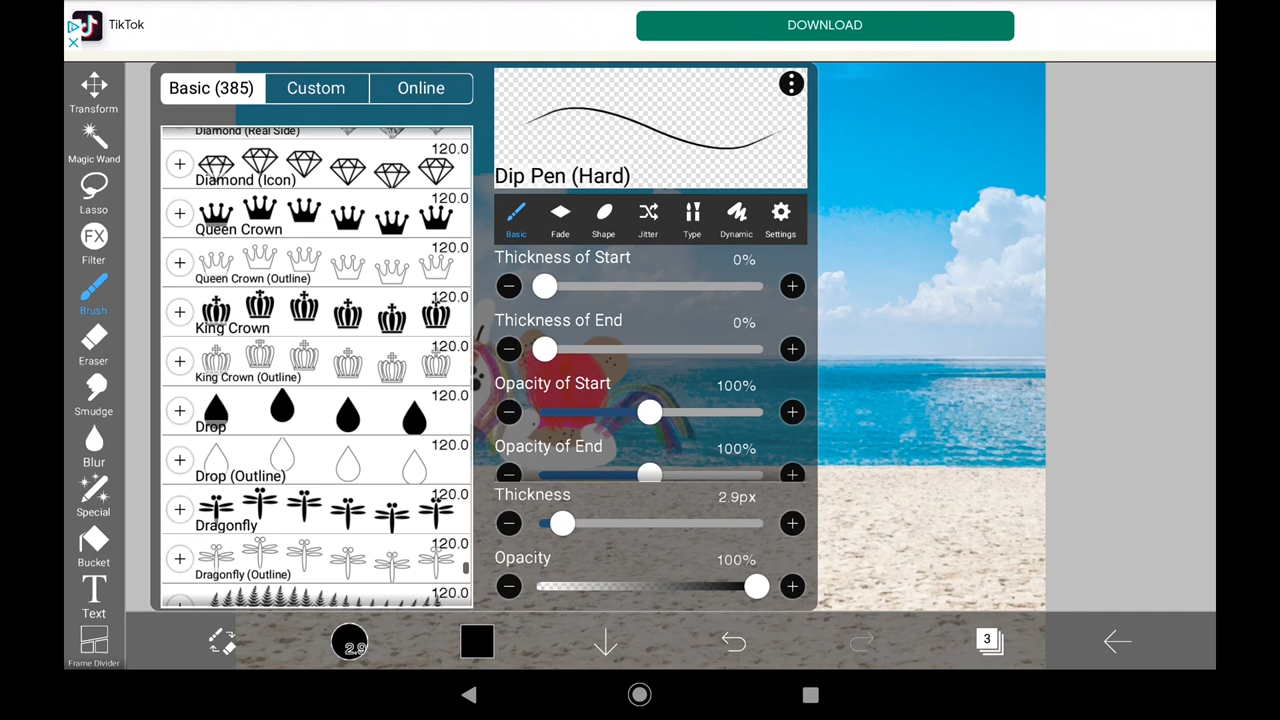 TikTok
DOWNLOAD
Transform
Magic Wand
Lasso
FX
Filter
Brush
Eraser
Smudge
Blur
Special
Bucket
T
Text
Frame Divider
Basic (385)
Custom
Online
Diamond (Real Side)
120.0
Diamond (Icon)
120.0
Queen Crown
120.0
Queen Crown (Outline)
120.0
King Crown
120.0
King Crown (Outline)
120.0
Drop
120.0
Drop (Outline)
120.0
Dragonfly
120.0
Dragonfly (Outline)
120.0
Dip Pen (Hard)
Basic
Fade
Shape
Jitter
Type
Dynamic
Settings
Thickness of Start 0%
Thickness of End 0%
Opacity of Start 100%
Opacity of End 100%
Thickness 2.9px
Opacity 100%
2.9
3